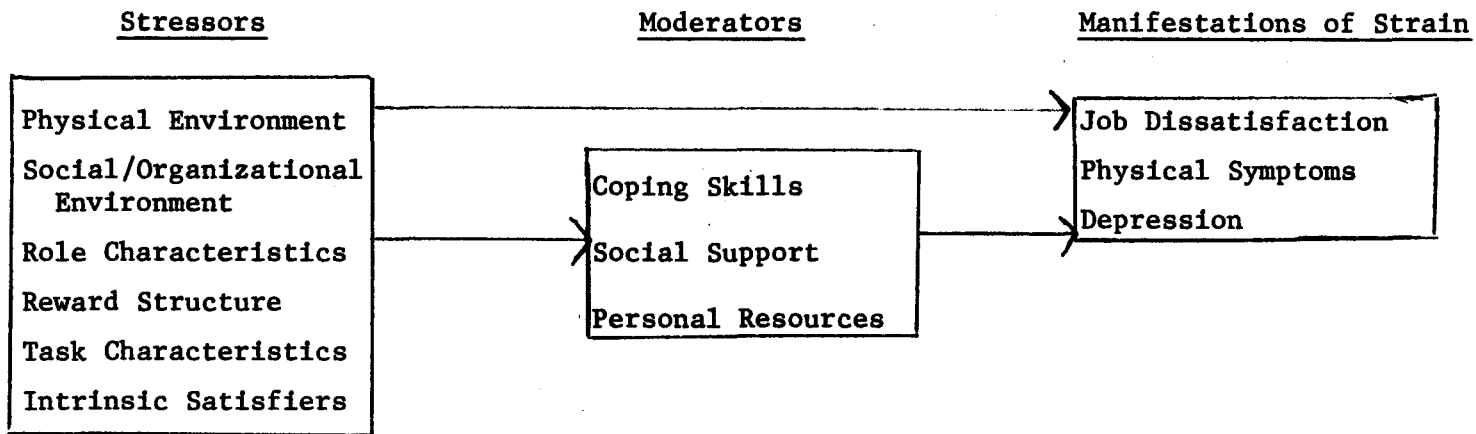 Stressors
Moderators
Manifestations of Strain
Physical Environment
Social/Organizational
Environment
Role Characteristics
Reward Structure
Task Characteristics
Intrinsic Satisfiers
Coping Skills
Social Support
Personal Resources
Job Dissatisfaction
Physical Symptoms
Depression